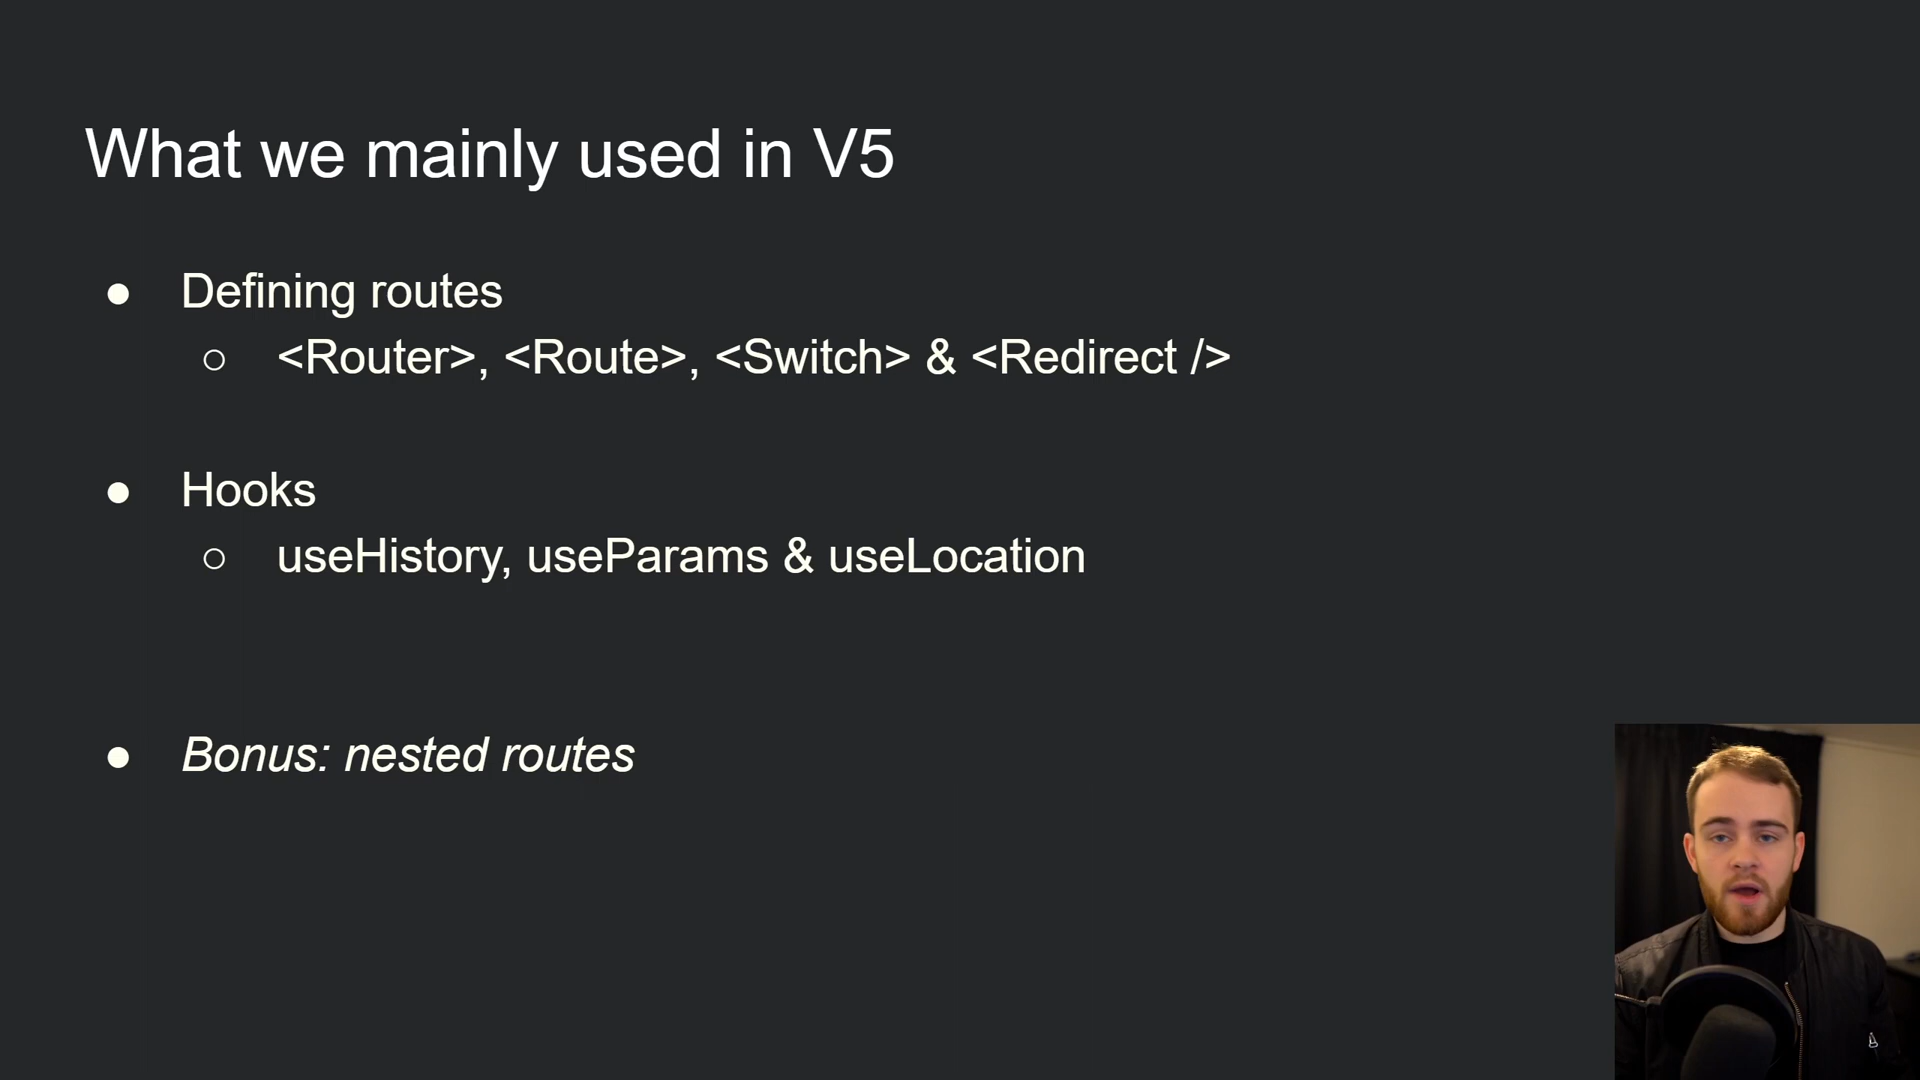 What we mainly used in V5
● Defining routes
○ <Router>, <Route>, <Switch> & <Redirect />
● Hooks
○ useHistory, useParams & useLocation
● Bonus: nested routes